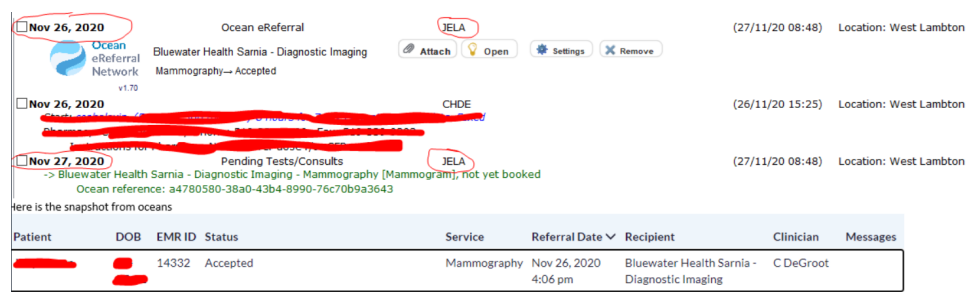 Nov 26, 2020 Ocean eReferral JELA (27/11/20 08:48) Location: West Lambton
Ocean eReferral Network
v1.70
Bluewater Health Sarnia - Diagnostic Imaging Attach Open Settings Remove
Mammography→ Accepted
Nov 26, 2020 CHDE (26/11/20 15:25) Location: West Lambton
Nov 27, 2020 Pending Tests/Consults JELA (27/11/20 08:48) Location: West Lambton
-> Bluewater Health Sarnia - Diagnostic Imaging - Mammography [Mammogram], not yet booked
Ocean reference: a4780580-38a0-43b4-8990-76c70b9a3643
Here is the snapshot from oceans
Patient DOB EMR ID Status Service Referral Date Recipient Clinician Messages
14332 Accepted Mammography Nov 26, 2020 Bluewater Health Sarnia - C DeGroot
4:06 pm Diagnostic Imaging